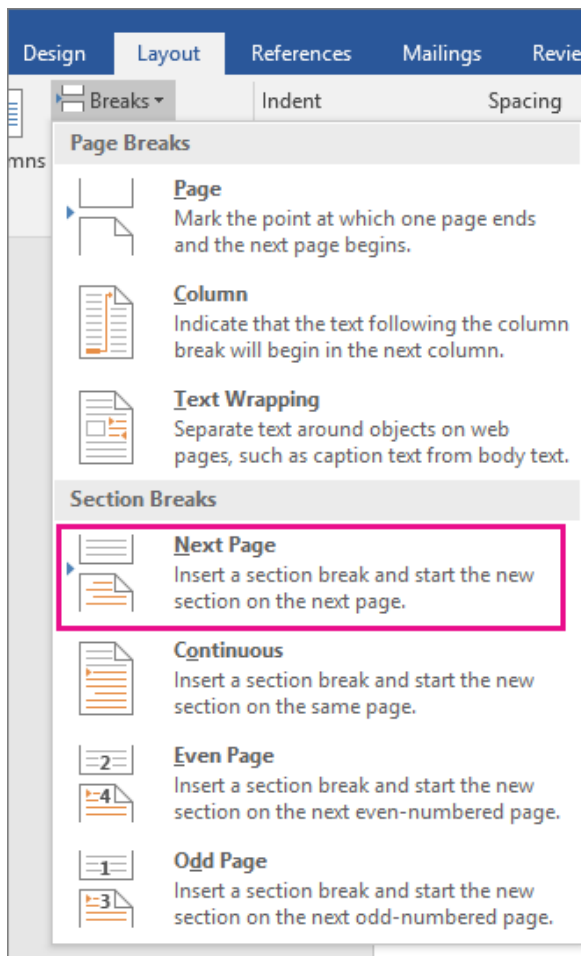 Design Layout References Mailings Revie
Breaks Indent Spacing
mns
Page Breaks
Page
Mark the point at which one page ends
and the next page begins.
Column
Indicate that the text following the column
break will begin in the next column.
Text Wrapping
Separate text around objects on web
pages, such as caption text from body text.
Section Breaks
Next Page
Insert a section break and start the new
section on the next page.
Continuous
Insert a section break and start the new
section on the same page.
2
Even Page
4
Insert a section break and start the new
section on the next even-numbered page.
1
Odd Page
3
Insert a section break and start the new
section on the next odd-numbered page.